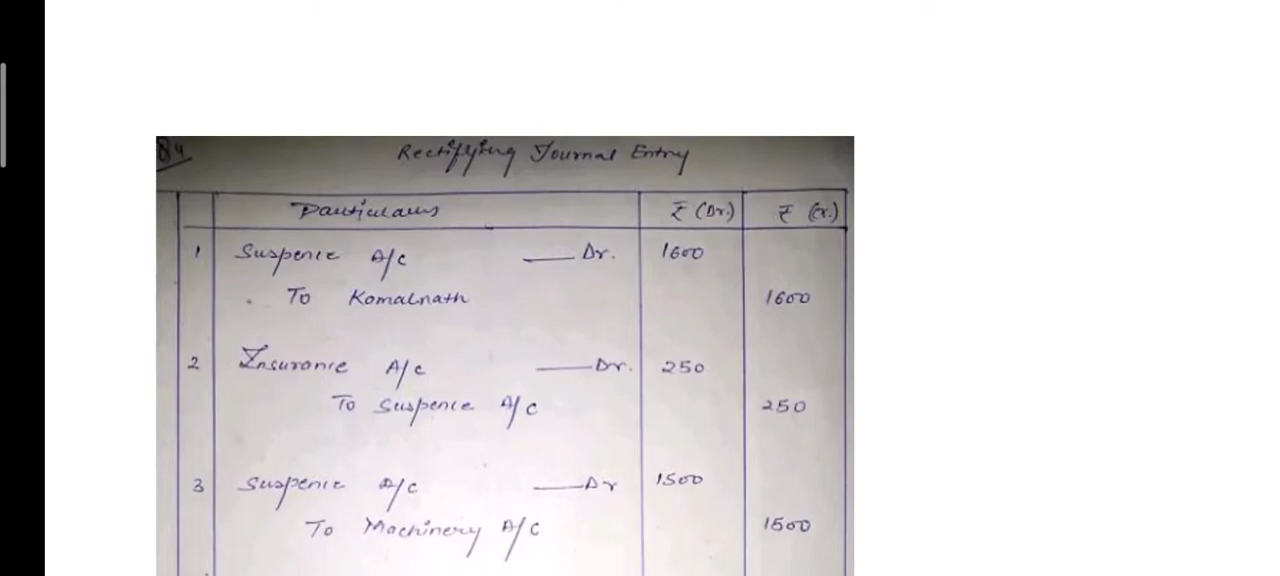 84
Rectifying Journal Entry
Particulars ₹ (Dr.) ₹ (Cr.)
1 Suspence A/c — Dr. 1600
To Komalnath 1600
2 Insurance A/c — Dr. 250
To Suspence A/c 250
3 Suspence A/c — Dr 1500
To Machinery A/c 1500